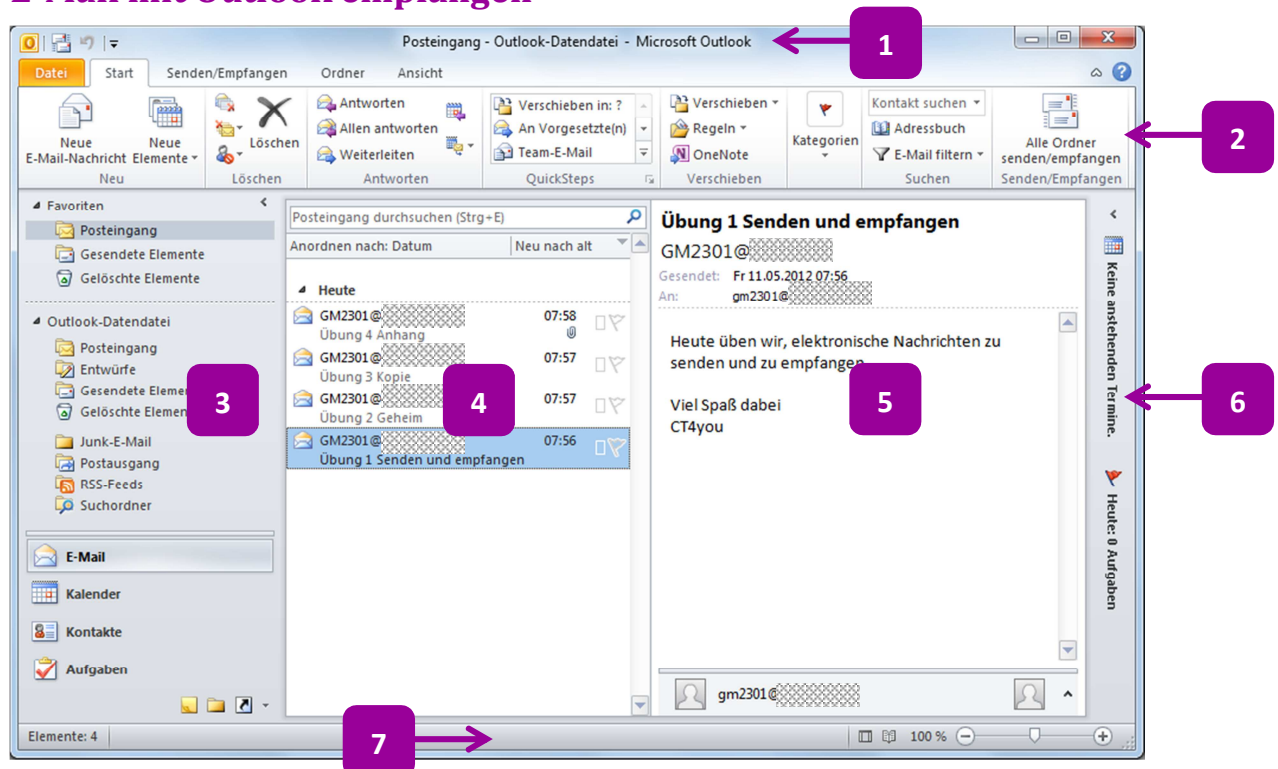 E-Mail mit Outlook empfangen
Posteingang - Outlook-Datendatei - Microsoft Outlook
1
Datei Start Senden/Empfangen Ordner Ansicht
Neue E-Mail-Nachricht
Neue Elemente
Neu
Löschen
Löschen
Antworten
Allen antworten
Weiterleiten
Antworten
Verschieben in: ?
An Vorgesetzte(n)
Team-E-Mail
QuickSteps
Verschieben
Regeln
OneNote
Verschieben
Kategorien
Kontakt suchen
Adressbuch
E-Mail filtern
Suchen
Alle Ordner
senden/empfangen
Senden/Empfangen
2
Favoriten
Posteingang
Gesendete Elemente
Gelöschte Elemente
Outlook-Datendatei
Posteingang
Entwürfe
Gesendete Eleme
Gelöschte Elemen
Junk-E-Mail
Postausgang
RSS-Feeds
Suchordner
3
E-Mail
Kalender
Kontakte
Aufgaben
Posteingang durchsuchen (Strg+E)
Anordnen nach: Datum Neu nach alt
Heute
GM2301@ 07:58
Übung 4 Anhang
GM2301@ 07:57
Übung 3 Kopie
GM2301@ 07:57
Übung 2 Geheim
GM2301@ 07:56
Übung 1 Senden und empfangen
4
Übung 1 Senden und empfangen
GM2301@
Gesendet: Fr 11.05.2012 07:56
An: gm2301@
Heute üben wir, elektronische Nachrichten zu
senden und zu empfangen
Viel Spaß dabei
CT4you
5
gm2301@
Keine anstehenden Termine.
Heute: 0 Aufgaben
6
Elemente: 4
7
100 %